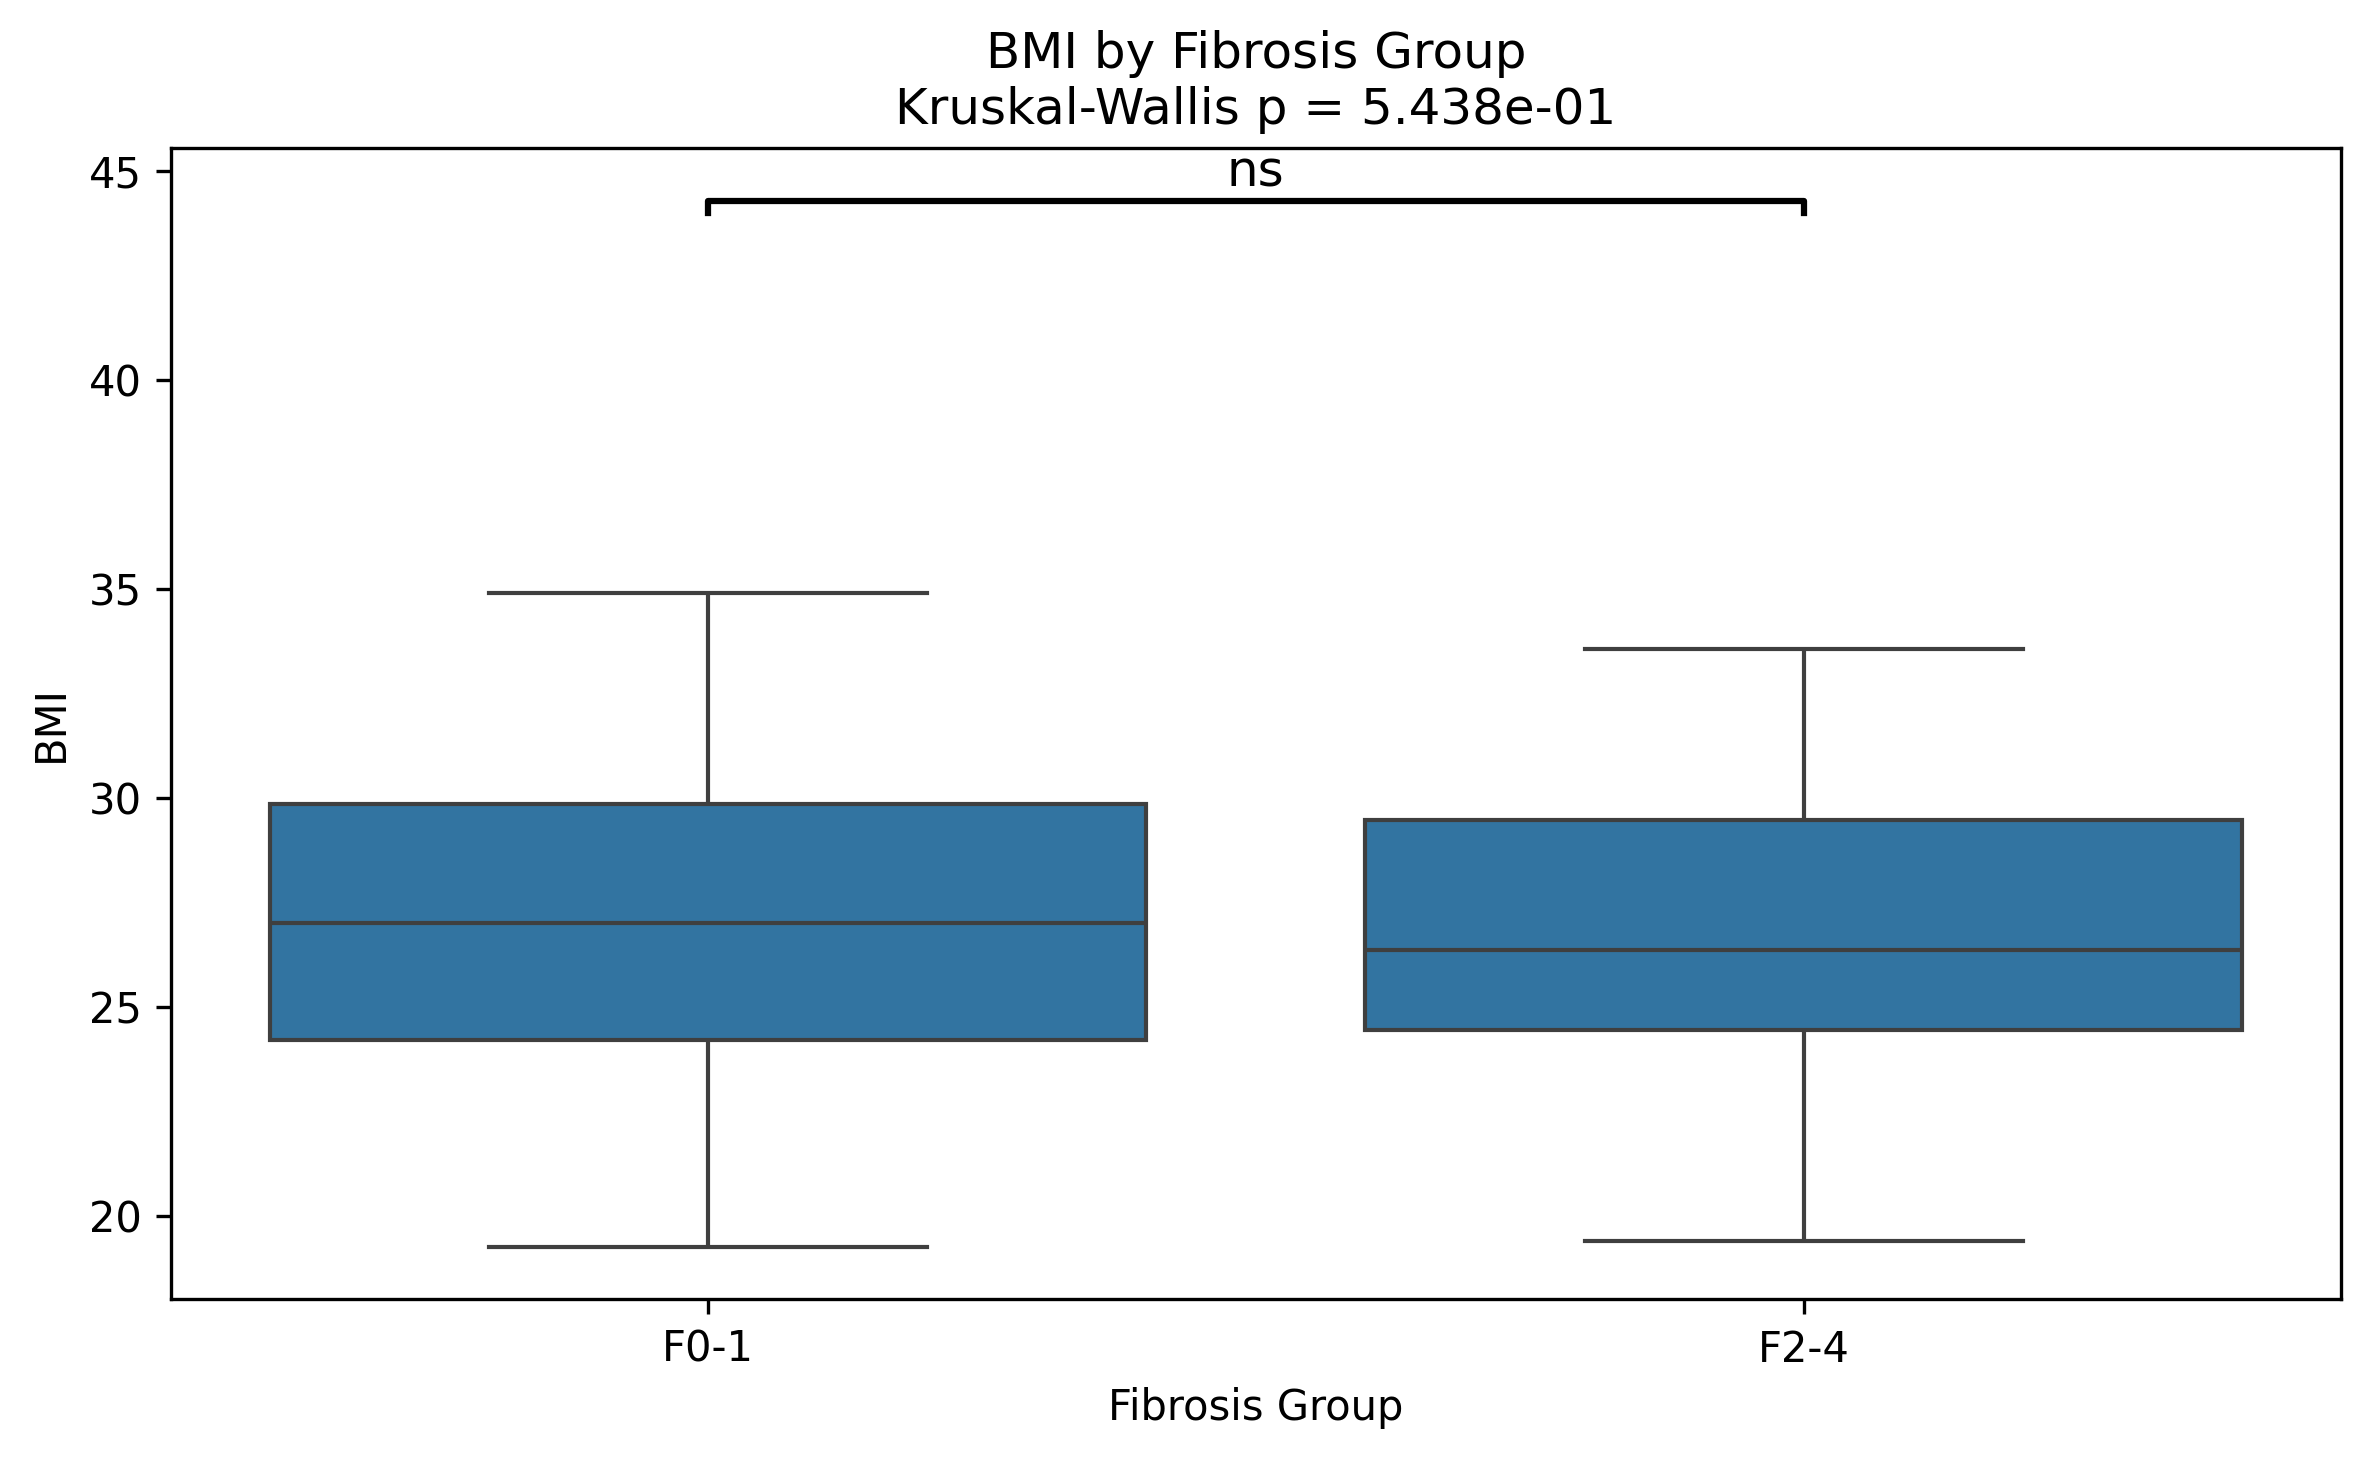 BMI by Fibrosis Group
Kruskal-Wallis p = 5.438e-01
ns
45
40
35
30
25
20
BMI
F0-1
F2-4
Fibrosis Group